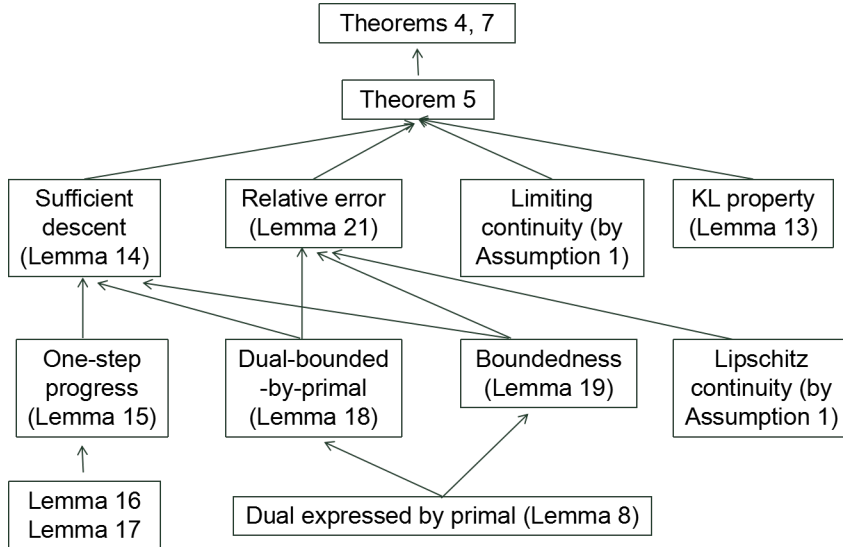 Theorems 4, 7
Theorem 5
Sufficient
descent
(Lemma 14)
Relative error
(Lemma 21)
Limiting
continuity (by
Assumption 1)
KL property
(Lemma 13)
One-step
progress
(Lemma 15)
Dual-bounded
-by-primal
(Lemma 18)
Boundedness
(Lemma 19)
Lipschitz
continuity (by
Assumption 1)
Lemma 16
Lemma 17
Dual expressed by primal (Lemma 8)